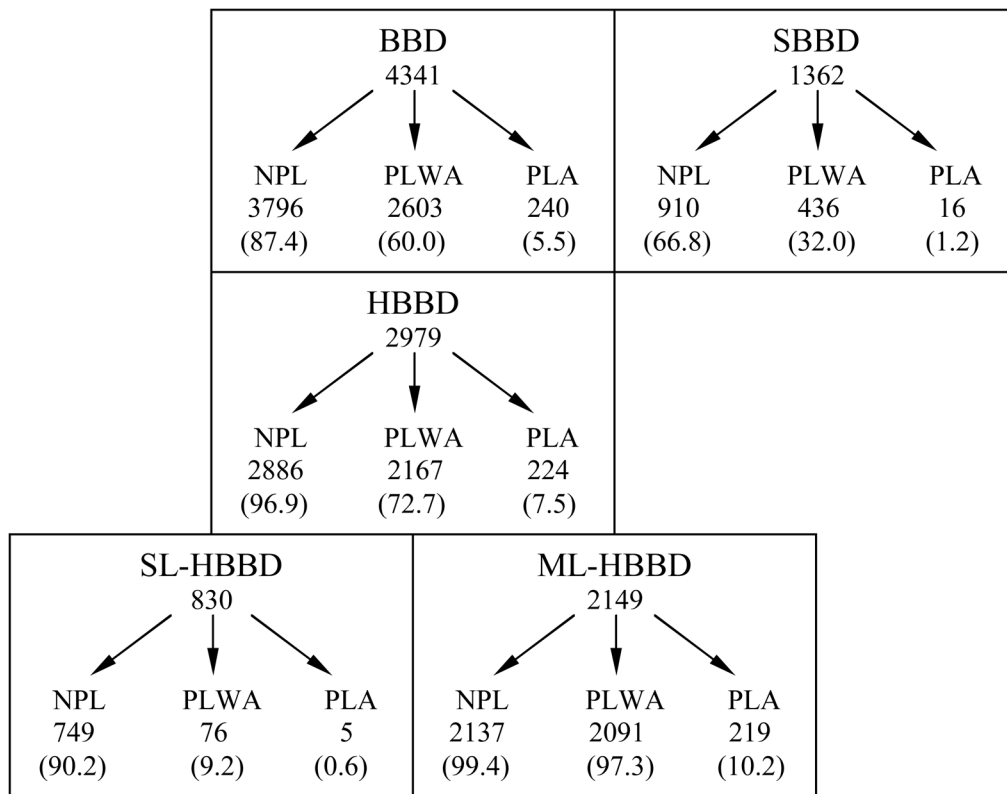 BBD
4341
NPL PLWA PLA
3796 2603 240
(87.4) (60.0) (5.5)
SBBD
1362
NPL PLWA PLA
910 436 16
(66.8) (32.0) (1.2)
HBBD
2979
NPL PLWA PLA
2886 2167 224
(96.9) (72.7) (7.5)
SL-HBBD
830
NPL PLWA PLA
749 76 5
(90.2) (9.2) (0.6)
ML-HBBD
2149
NPL PLWA PLA
2137 2091 219
(99.4) (97.3) (10.2)